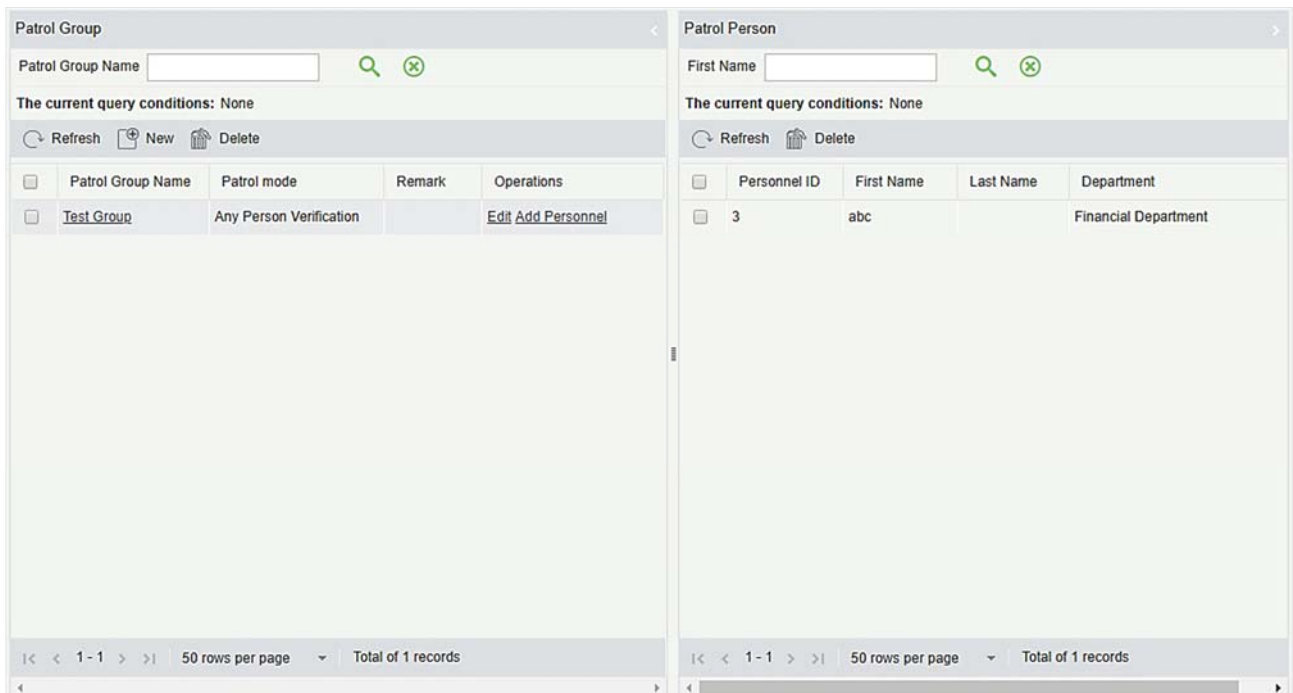 Patrol Group
Patrol Group Name
The current query conditions: None
Refresh New Delete
Patrol Group Name Patrol mode Remark Operations
Test Group Any Person Verification Edit Add Personnel
1 - 1 50 rows per page Total of 1 records
Patrol Person
First Name
The current query conditions: None
Refresh Delete
Personnel ID First Name Last Name Department
3 abc Financial Department
1 - 1 50 rows per page Total of 1 records